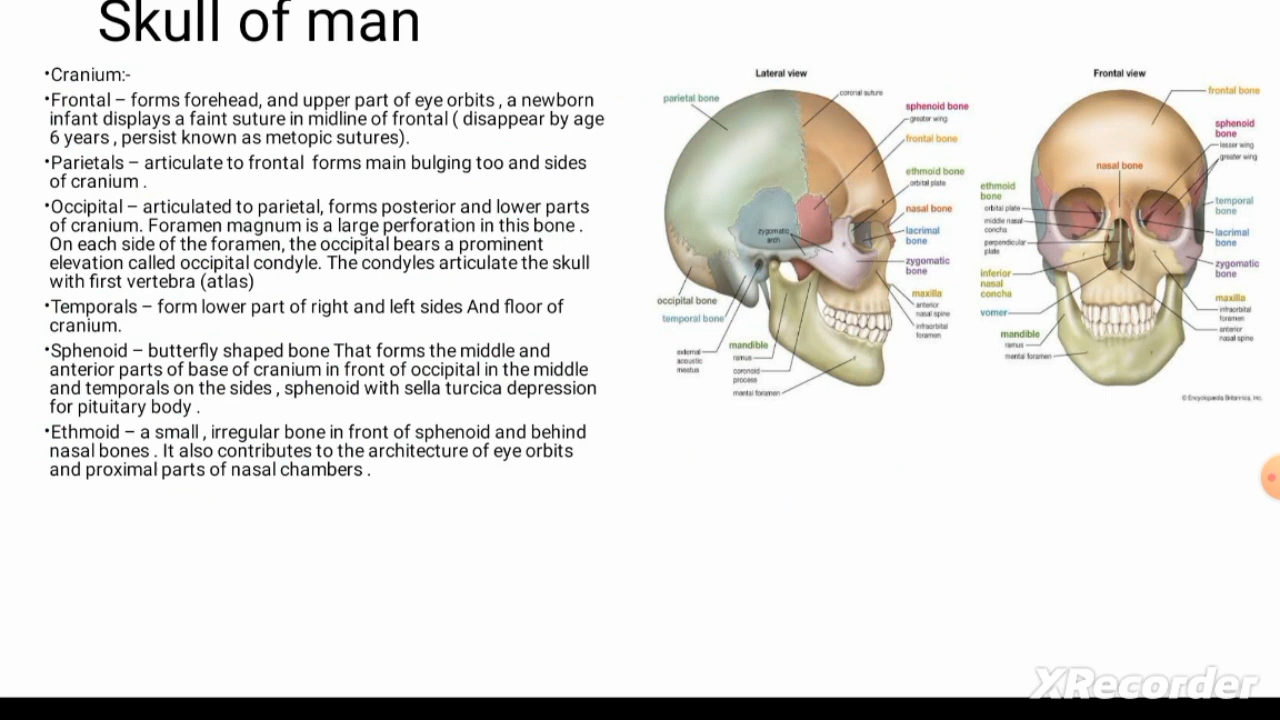 Skull of man
•Cranium:-
•Frontal – forms forehead, and upper part of eye orbits , a newborn
infant displays a faint suture in midline of frontal ( disappear by age
6 years , persist known as metopic sutures).
•Parietals – articulate to frontal forms main bulging too and sides
of cranium .
•Occipital – articulated to parietal, forms posterior and lower parts
of cranium. Foramen magnum is a large perforation in this bone .
On each side of the foramen, the occipital bears a prominent
elevation called occipital condyle. The condyles articulate the skull
with first vertebra (atlas)
•Temporals – form lower part of right and left sides And floor of
cranium.
•Sphenoid – butterfly shaped bone That forms the middle and
anterior parts of base of cranium in front of occipital in the middle
and temporals on the sides , sphenoid with sella turcica depression
for pituitary body .
•Ethmoid – a small , irregular bone in front of sphenoid and behind
nasal bones . It also contributes to the architecture of eye orbits
and proximal parts of nasal chambers .
Lateral view
parietal bone
coronal suture
sphenoid bone
greater wing
frontal bone
ethmoid bone
orbital plate
nasal bone
lacrimal
bone
zygomatic
arch
zygomatic
bone
occipital bone
maxilla
anterior
nasal spine
temporal bone
infraorbital
foramen
mandible
external
acoustic
meatus
ramus
coronoid
process
mental foramen
Frontal view
frontal bone
sphenoid
bone
lesser wing
greater wing
nasal bone
ethmoid
bone
orbital plate
middle nasal
concha
perpendicular
plate
temporal
bone
lacrimal
bone
inferior
nasal
concha
zygomatic
bone
vomer
maxilla
infraorbital
foramen
anterior
nasal spine
mandible
ramus
mental foramen
© Encyclopædia Britannica, Inc.
XRecorder